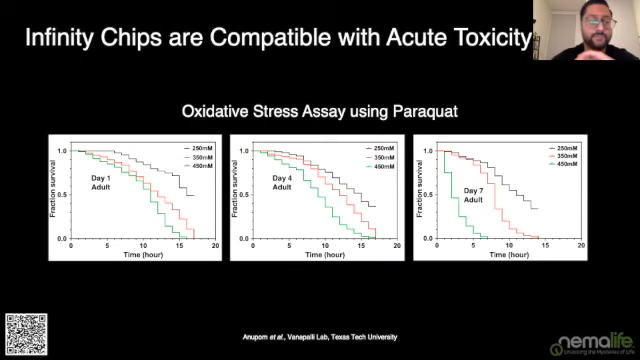 Infinity Chips are Compatible with Acute Toxicity
Oxidative Stress Assay using Paraquat
Fraction survival
1.0
0.5
0.0
0
5
10
15
20
Time (hour)
Day 1
Adult
250mM
350mM
450mM
Fraction survival
1.0
0.5
0.0
0
5
10
15
20
Time (hour)
Day 4
Adult
250mM
350mM
450mM
Fraction survival
1.0
0.5
0.0
0
5
10
15
20
Time (hour)
Day 7
Adult
250mM
350mM
450mM
Anupom et al., Vanapalli Lab, Texas Tech University
nemalife
Unlocking the Mysteries of Life